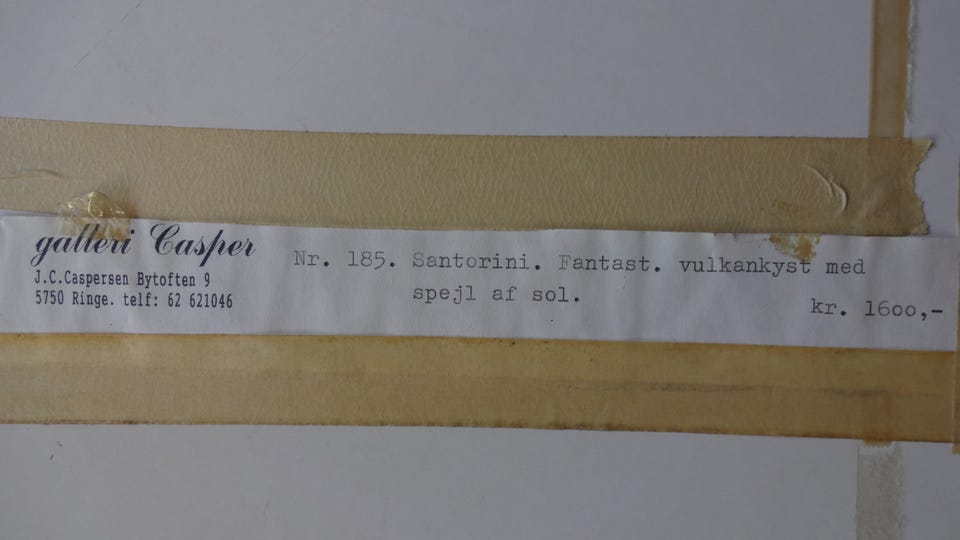 galleri Casper
J.C.Caspersen Bytoften 9
5750 Ringe. telf: 62 621046
Nr. 185. Santorini. Fantast. vulkankyst med
spejl af sol.
kr. 1600,-